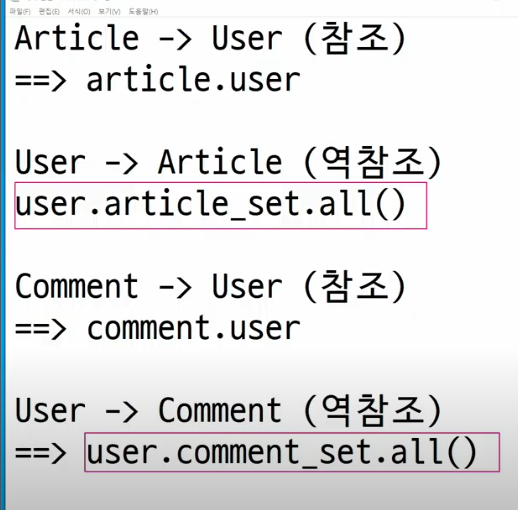 파일(F) 편집(E) 서식(O) 보기(V) 도움말(H)
Article -> User (참조)
==> article.user
User -> Article (역참조)
user.article_set.all()
Comment -> User (참조)
==> comment.user
User -> Comment (역참조)
==> user.comment_set.all()